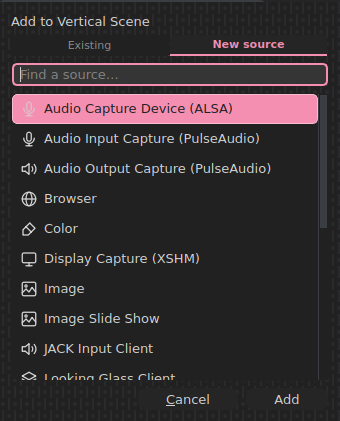 Add to Vertical Scene
Existing
New source
Find a source...
Audio Capture Device (ALSA)
Audio Input Capture (PulseAudio)
Audio Output Capture (PulseAudio)
Browser
Color
Display Capture (XSHM)
Image
Image Slide Show
JACK Input Client
Looking Glass Client
Cancel
Add